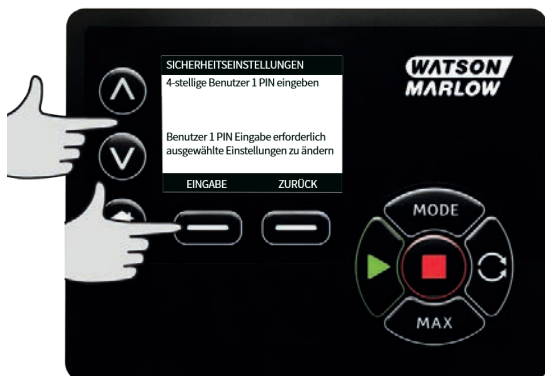 SICHERHEITSEINSTELLUNGEN
4-stellige Benutzer 1 PIN eingeben
Benutzer 1 PIN Eingabe erforderlich
ausgewählte Einstellungen zu ändern
EINGABE ZURÜCK
WATSON
MARLOW
MODE
MAX